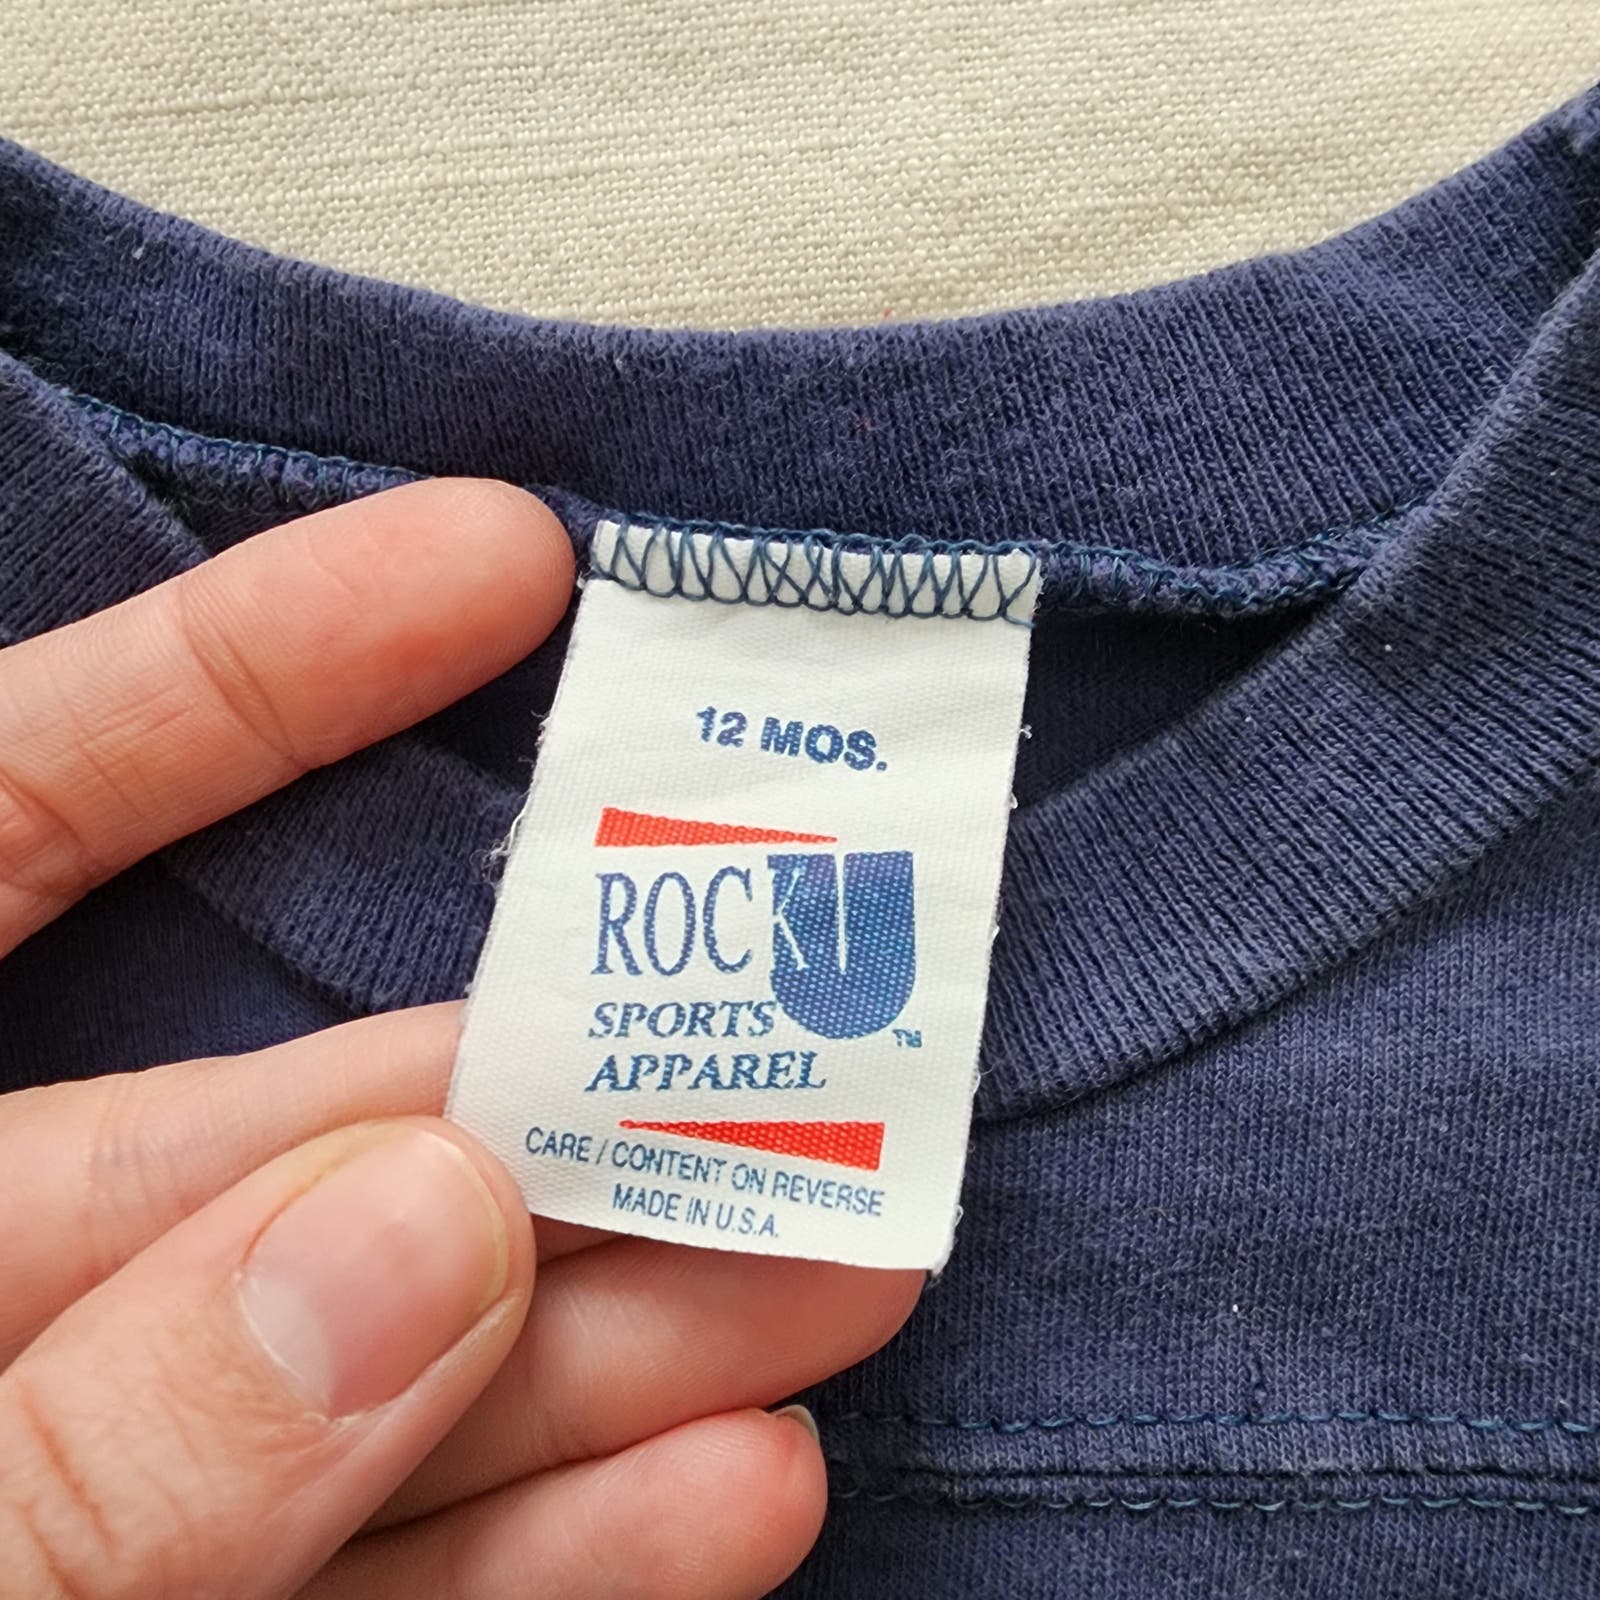 12 MOS.
ROCK U
SPORTS
APPAREL
™
CARE / CONTENT ON REVERSE
MADE IN U.S.A.